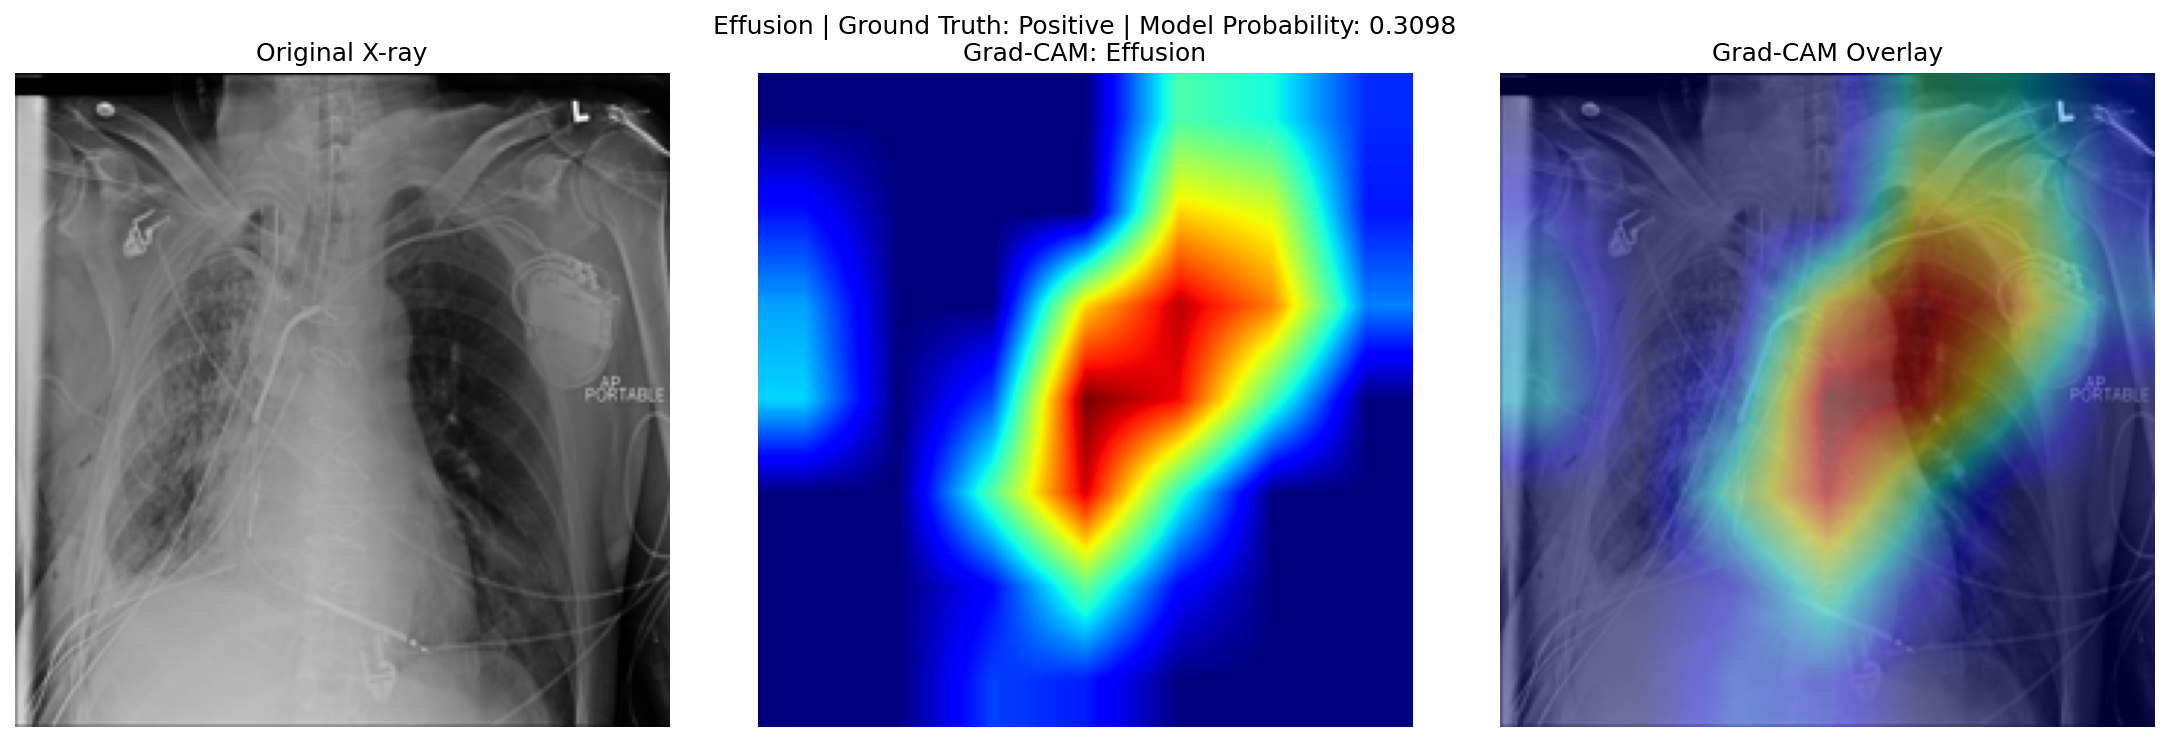 Effusion | Ground Truth: Positive | Model Probability: 0.3098
Original X-ray
Grad-CAM: Effusion
Grad-CAM Overlay
L
AP
PORTABLE
L
AP
PORTABLE